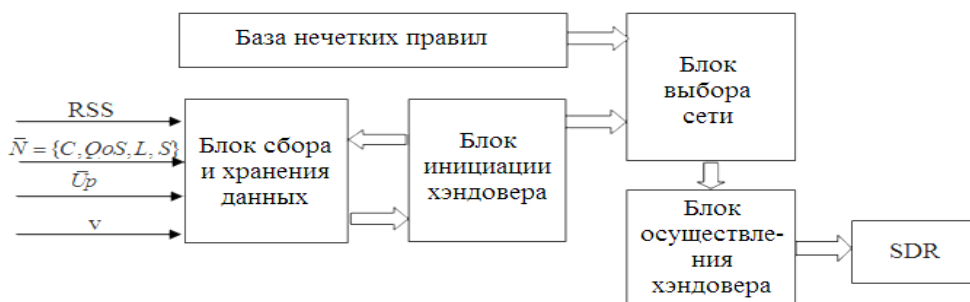 База нечетких правил
Блок
выбора
сети
RSS
N̅ = {C, QoS, L, S}
U̅p
v
Блок сбора
и хранения
данных
Блок
инициации
хэндовера
Блок
осуществле-
ния
хэндовера
SDR